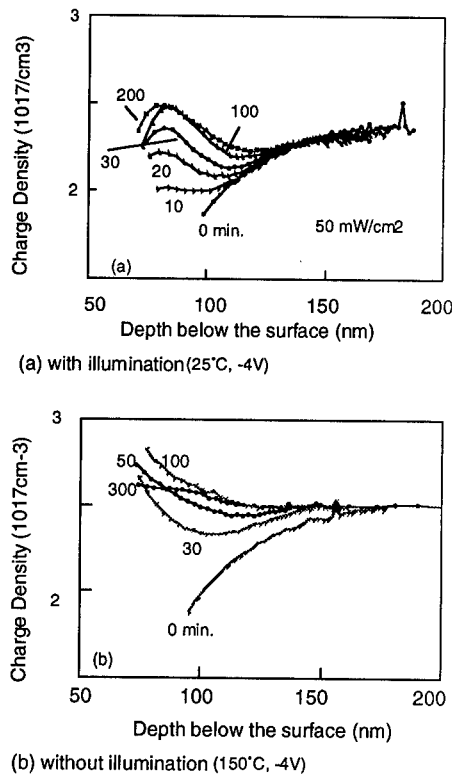 3
Charge Density (1017/cm3)
200
100
30
20
2
10
0 min.
50 mW/cm2
(a)
50
100
150
200
Depth below the surface (nm)
(a) with illumination(25°C, -4V)
3
Charge Density (1017cm-3)
50
100
300
30
2
0 min.
(b)
50
100
150
200
Depth below the surface (nm)
(b) without illumination (150°C, -4V)